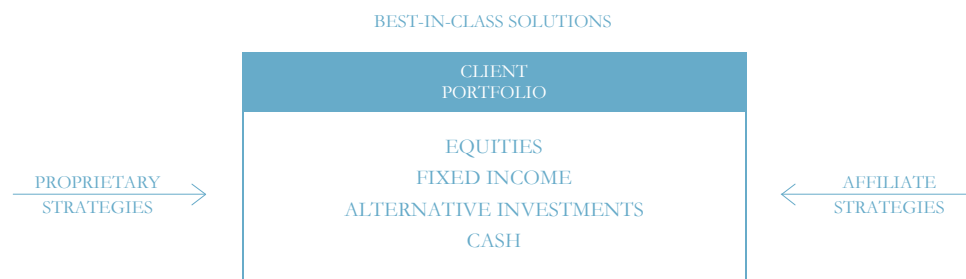 BEST-IN-CLASS SOLUTIONS
CLIENT
PORTFOLIO
EQUITIES
FIXED INCOME
ALTERNATIVE INVESTMENTS
CASH
PROPRIETARY
STRATEGIES
AFFILIATE
STRATEGIES